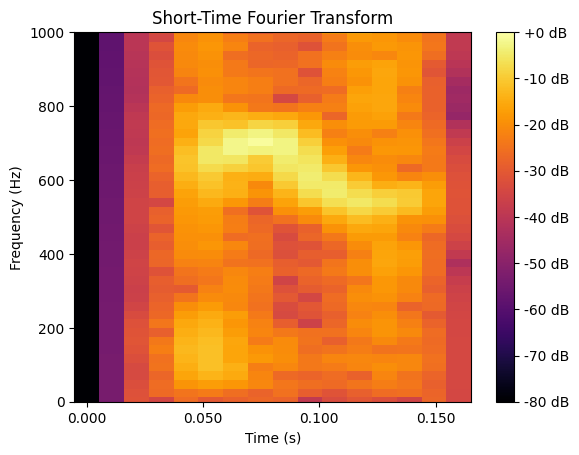 Short-Time Fourier Transform
Frequency (Hz)
1000
800
600
400
200
0
0.000
0.050
0.100
0.150
Time (s)
+0 dB
-10 dB
-20 dB
-30 dB
-40 dB
-50 dB
-60 dB
-70 dB
-80 dB